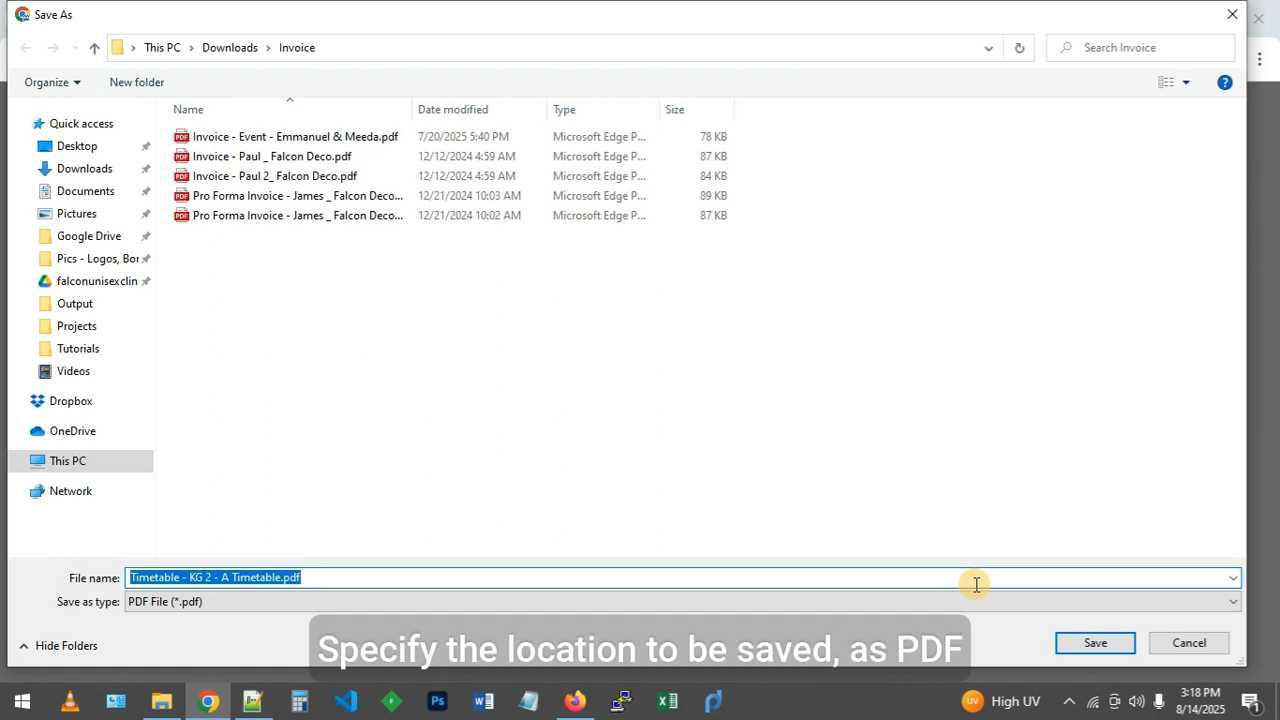 Save As
This PC
Downloads
Invoice
Search Invoice
Organize
New folder
Name
Date modified
Type
Size
Invoice - Event - Emmanuel & Meeda.pdf 7/20/2025 5:40 PM Microsoft Edge P... 78 KB
Invoice - Paul _ Falcon Deco.pdf 12/12/2024 4:59 AM Microsoft Edge P... 87 KB
Invoice - Paul 2_ Falcon Deco.pdf 12/12/2024 4:59 AM Microsoft Edge P... 84 KB
Pro Forma Invoice - James _ Falcon Deco... 12/21/2024 10:03 AM Microsoft Edge P... 89 KB
Pro Forma Invoice - James _ Falcon Deco... 12/21/2024 10:02 AM Microsoft Edge P... 87 KB
Quick access
Desktop
Downloads
Documents
Pictures
Google Drive
Pics - Logos, Bor
falconunisexclin
Output
Projects
Tutorials
Videos
Dropbox
OneDrive
This PC
Network
File name: Timetable - KG 2 - A Timetable.pdf
Save as type: PDF File (*.pdf)
Hide Folders
Save
Cancel
Specify the location to be saved, as PDF
UV High UV
3:18 PM
8/14/2025
1